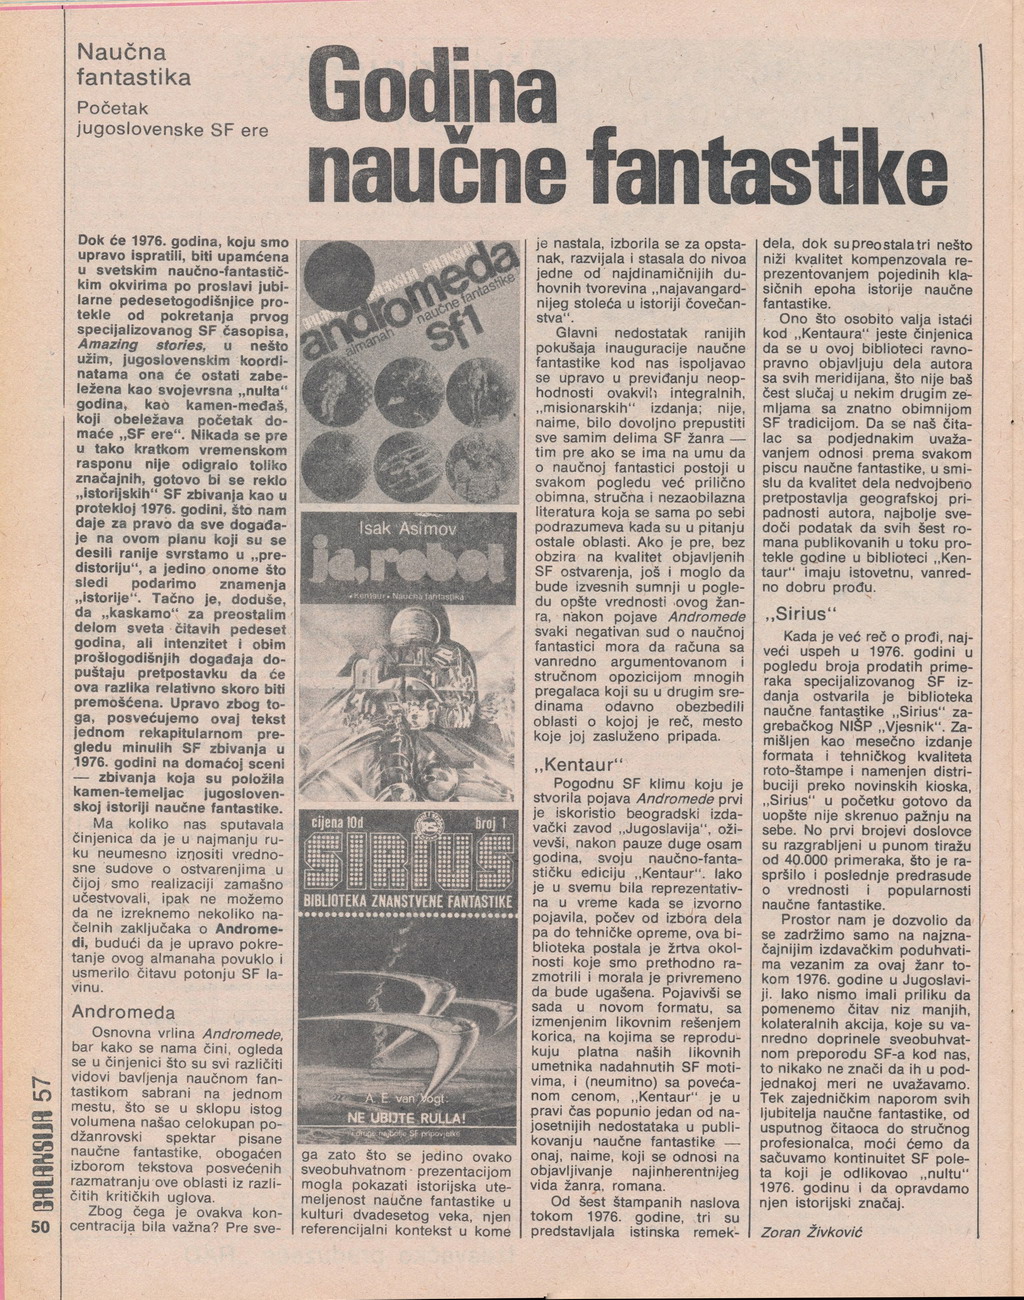 Naučna
fantastika
Početak
jugoslovenske SF ere
Godina
naučne fantastike
Dok će 1976. godina, koju smo
upravo ispratili, biti upamćena
u svetskim naučno-fantastič-
kim okvirima po proslavi jubi-
larne pedesetogodišnjice pro-
tekle od pokretanja prvog
specijalizovanog SF časopisa,
Amazing stories, u nešto
užim, jugoslovenskim koordi-
natama ona će ostati zabe-
ležena kao svojevrsna „nulta“
godina, kao kamen-međaš,
koji obeležava početak do-
maće „SF ere“. Nikada se pre
u tako kratkom vremenskom
rasponu nije odigralo toliko
značajnih, gotovo bi se reklo
„istorijskih“ SF zbivanja kao u
protekloj 1976. godini, što nam
daje za pravo da sve događa-
je na ovom planu koji su se
desili ranije svrstamo u „pre-
distoriju“, a jedino onome što
sledi podarimo znamenja
„istorije“. Tačno je, doduše,
da „kaskamo“ za preostalim
delom sveta čitavih pedeset
godina, ali intenzitet i obim
prošlogodišnjih događaja do-
puštaju pretpostavku da će
ova razlika relativno skoro biti
premošćena. Upravo zbog to-
ga, posvećujemo ovaj tekst
jednom rekapitularnom pre-
gledu minulih SF zbivanja u
1976. godini na domaćoj sceni
— zbivanja koja su položila
kamen-temeljac jugosloven-
skoj istoriji naučne fantastike.
Ma koliko nas sputavala
činjenica da je u najmanju ru-
ku neumesno iznositi vredno-
sne sudove o ostvarenjima u
čijoj smo realizaciji zamašno
učestvovali, ipak ne možemo
da ne izreknemo nekoliko na-
čelnih zaključaka o Androme-
di, budući da je upravo pokre-
tanje ovog almanaha povuklo i
usmerilo čitavu potonju SF la-
vinu.
Andromeda
Osnovna vrlina Andromede,
bar kako se nama čini, ogleda
se u činjenici što su svi različiti
vidovi bavljenja naučnom fan-
tastikom sabrani na jednom
mestu, što se u sklopu istog
volumena našao celokupan po-
džanrovski spektar pisane
naučne fantastike, obogaćen
izborom tekstova posvećenih
razmatranju ove oblasti iz razli-
čitih kritičkih uglova.
Zbog čega je ovakva kon-
centracija bila važna? Pre sve-
andromeda
almanah naučne fantastike
sf1
Isak Asimov
ja, robot
• Kentaur • Naučna fantastika
cijena 10d
broj 1
SIRIUS
BIBLIOTEKA ZNANSTVENE FANTASTIKE
A. E. van Vogt:
NE UBIJTE RULLA!
i druge najbolje SF pripovijetke
ga zato što se jedino ovako
sveobuhvatnom prezentacijom
mogla pokazati istorijska ute-
meljenost naučne fantastike u
kulturi dvadesetog veka, njen
referencijalni kontekst u kome
je nastala, izborila se za opsta-
nak, razvijala i stasala do nivoa
jedne od najdinamičnijih du-
hovnih tvorevina „najavangard-
nijeg stoleća u istoriji čovečan-
stva“.
Glavni nedostatak ranijih
pokušaja inauguracije naučne
fantastike kod nas ispoljavao
se upravo u previđanju neop-
hodnosti ovakvih integralnih,
„misionarskih“ izdanja; nije,
naime, bilo dovoljno prepustiti
sve samim delima SF žanra —
tim pre ako se ima na umu da
o naučnoj fantastici postoji u
svakom pogledu već prilično
obimna, stručna i nezaobilazna
literatura koja se sama po sebi
podrazumeva kada su u pitanju
ostale oblasti. Ako je pre, bez
obzira na kvalitet objavljenih
SF ostvarenja, još i moglo da
bude izvesnih sumnji u pogle-
du opšte vrednosti ovog žan-
ra, nakon pojave Andromede
svaki negativan sud o naučnoj
fantastici mora da računa sa
vanredno argumentovanom i
stručnom opozicijom mnogih
pregalaca koji su u drugim sre-
dinama odavno obezbedili
oblasti o kojoj je reč, mesto
koje joj zasluženo pripada.
„Kentaur“
Pogodnu SF klimu koju je
stvorila pojava Andromede prvi
je iskoristio beogradski izda-
vački zavod „Jugoslavija“, oži-
vevši, nakon pauze duge osam
godina, svoju naučno-fanta-
stičku ediciju „Kentaur“. Iako
je u svemu bila reprezentativ-
na u vreme kada se izvorno
pojavila, počev od izbora dela
pa do tehničke opreme, ova bi-
blioteka postala je žrtva okol-
nosti koje smo prethodno ra-
zmotrili i morala je privremeno
da bude ugašena. Pojavivši se
sada u novom formatu, sa
izmenjenim likovnim rešenjem
korica, na kojima se reprodu-
kuju platna naših likovnih
umetnika nadahnutih SF moti-
vima, i (neumitno) sa poveća-
nom cenom, „Kentaur“ je u
pravi čas popunio jedan od na-
josetnijih nedostataka u publi-
kovanju naučne fantastike —
onaj, naime, koji se odnosi na
objavljivanje najinherentnijeg
vida žanra, romana.
Od šest štampanih naslova
tokom 1976. godine, tri su
predstavljala istinska remek-
dela, dok su preostala tri nešto
niži kvalitet kompenzovala re-
prezentovanjem pojedinih kla-
sičnih epoha istorije naučne
fantastike.
Ono što osobito valja istaći
kod „Kentaura“ jeste činjenica
da se u ovoj biblioteci ravno-
pravno objavljuju dela autora
sa svih meridijana, što nije baš
čest slučaj u nekim drugim ze-
mljama sa znatno obimnijom
SF tradicijom. Da se naš čita-
lac sa podjednakim uvaža-
vanjem odnosi prema svakom
piscu naučne fantastike, u smi-
slu da kvalitet dela nedvojbeno
pretpostavlja geografskoj pri-
padnosti autora, najbolje sve-
doči podatak da svih šest ro-
mana publikovanih u toku pro-
tekle godine u biblioteci „Ken-
taur“ imaju istovetnu, vanred-
no dobru prođu.
„Sirius“
Kada je već reč o prođi, naj-
veći uspeh u 1976. godini u
pogledu broja prodatih prime-
raka specijalizovanog SF iz-
danja ostvarila je biblioteka
naučne fantastike „Sirius“ za-
grebačkog NIŠP „Vjesnik“. Za-
mišljen kao mesečno izdanje
formata i tehničkog kvaliteta
roto-štampe i namenjen distri-
buciji preko novinskih kioska,
„Sirius“ u početku gotovo da
uopšte nije skrenuo pažnju na
sebe. No prvi brojevi doslovce
su razgrabljeni u punom tiražu
od 40.000 primeraka, što je ra-
spršilo i poslednje predrasude
o vrednosti i popularnosti
naučne fantastike.
Prostor nam je dozvolio da
se zadržimo samo na najzna-
čajnijim izdavačkim poduhvati-
ma vezanim za ovaj žanr to-
kom 1976. godine u Jugoslavi-
ji. Iako nismo imali priliku da
pomenemo čitav niz manjih,
kolateralnih akcija, koje su va-
nredno doprinele sveobuhvat-
nom preporodu SF-a kod nas,
to nikako ne znači da ih u pod-
jednakoj meri ne uvažavamo.
Tek zajedničkim naporom svih
ljubitelja naučne fantastike, od
usputnog čitaoca do stručnog
profesionalca, moći ćemo da
sačuvamo kontinuitet SF pole-
ta koji je odlikovao „nultu“
1976. godinu i da opravdamo
njen istorijski značaj.
Zoran Živković
GALAKSIJA 57
50